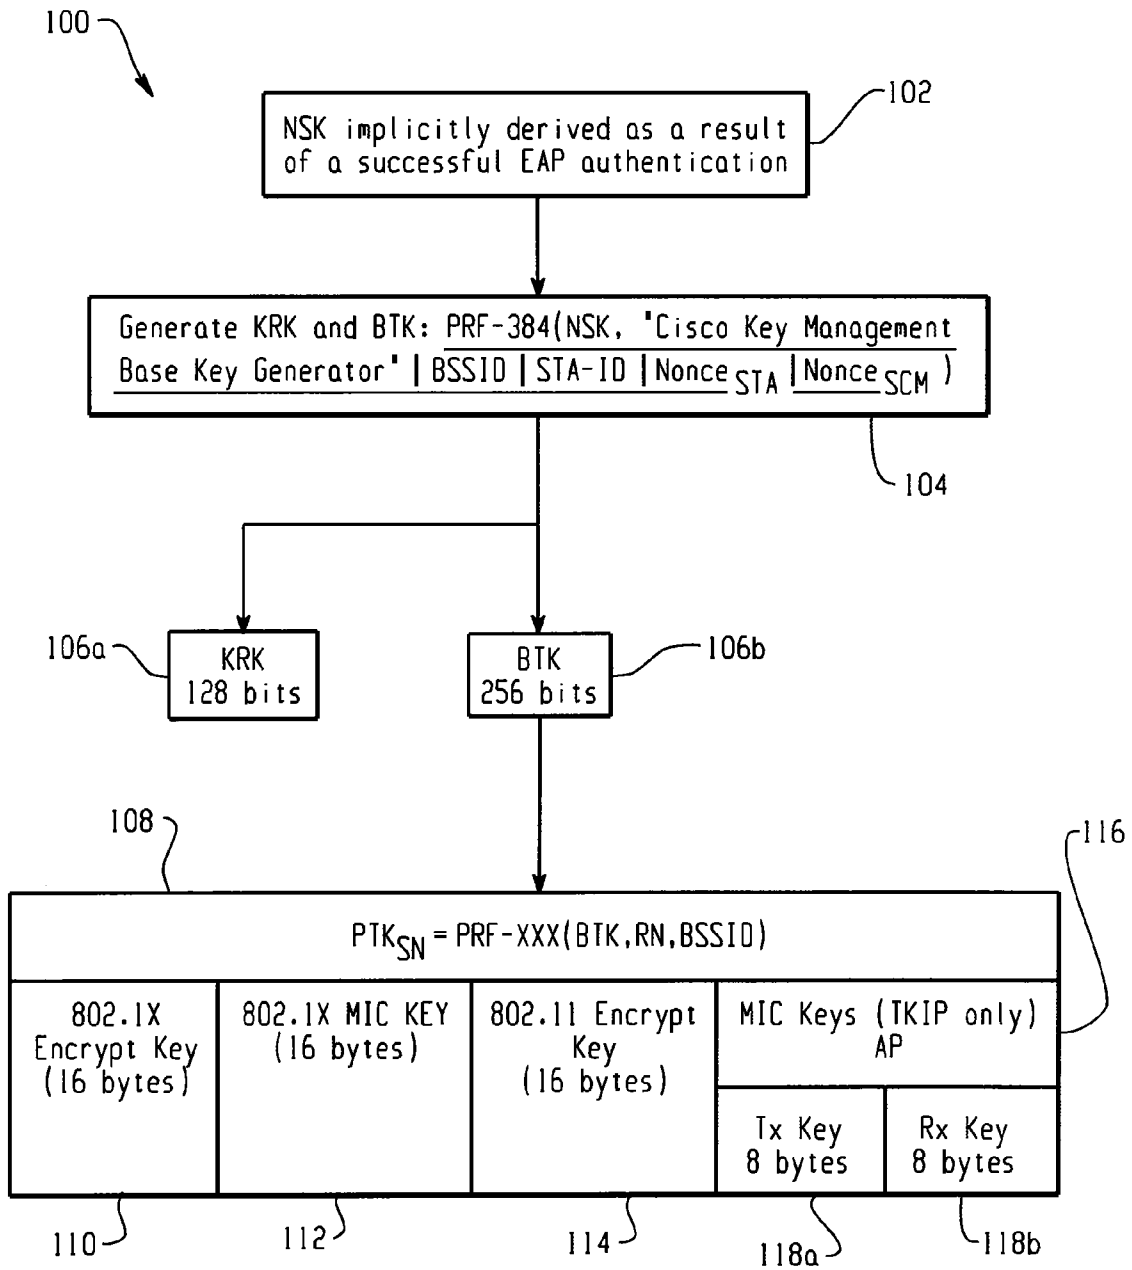 100
102
NSK implicitly derived as a result
of a successful EAP authentication
Generate KRK and BTK: PRF-384(NSK, "Cisco Key Management
Base Key Generator" | BSSID | STA-ID | Nonce STA | Nonce SCM )
104
106a
KRK
128 bits
BTK
256 bits
106b
108
116
PTK SN = PRF-XXX(BTK,RN,BSSID)
802.1X
Encrypt Key
(16 bytes)
802.1X MIC KEY
(16 bytes)
802.11 Encrypt
Key
(16 bytes)
MIC Keys (TKIP only)
AP
Tx Key
8 bytes
Rx Key
8 bytes
110
112
114
118a
118b